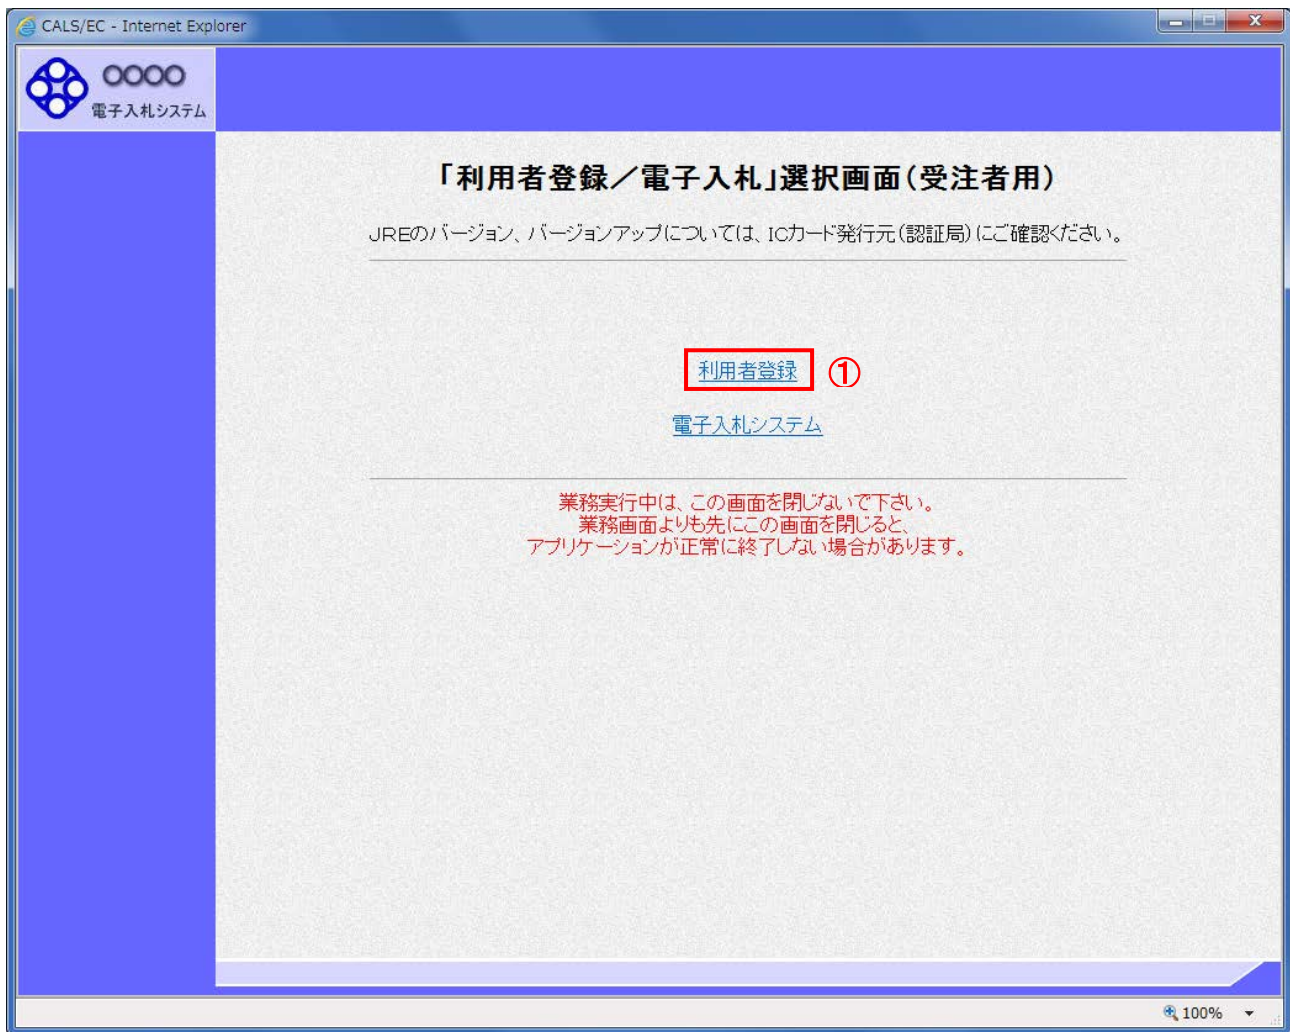 CALS/EC - Internet Explorer
○○○○
電子入札システム
「利用者登録／電子入札」選択画面(受注者用)
JREのバージョン、バージョンアップについては、ICカード発行元(認証局)にご確認ください。
利用者登録 ①
電子入札システム
業務実行中は、この画面を閉じないで下さい。
業務画面よりも先にこの画面を閉じると、
アプリケーションが正常に終了しない場合があります。
100%